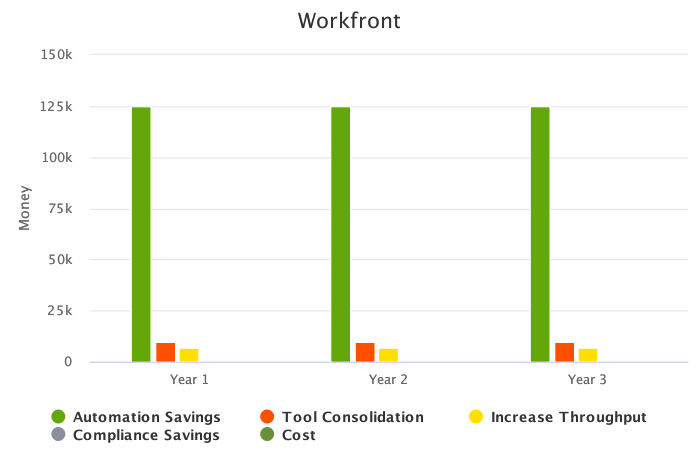 Workfront
150k
125k
100k
75k
50k
25k
0
Money
Year 1 Year 2 Year 3
Automation Savings Tool Consolidation Increase Throughput
Compliance Savings Cost